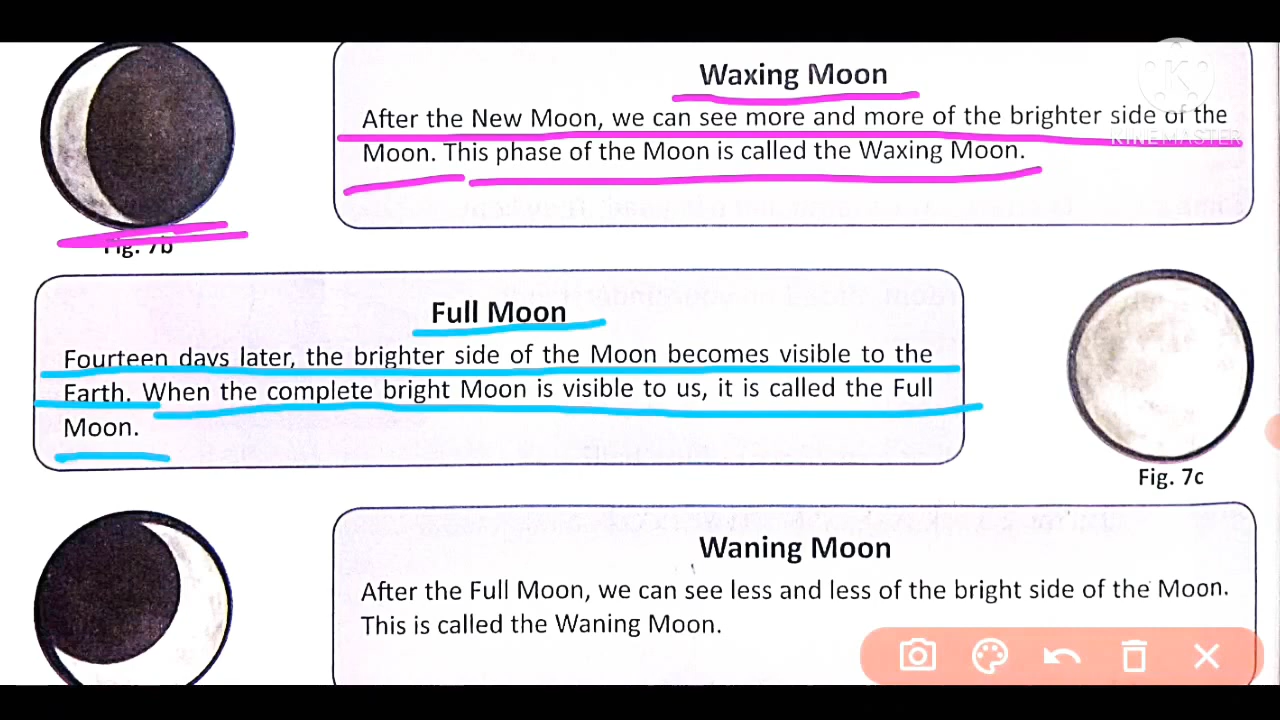 Waxing Moon
After the New Moon, we can see more and more of the brighter side of the
Moon. This phase of the Moon is called the Waxing Moon.
K
KINEMASTER
Fig. 7b
Full Moon
Fourteen days later, the brighter side of the Moon becomes visible to the
Earth. When the complete bright Moon is visible to us, it is called the Full
Moon.
Fig. 7c
Waning Moon
After the Full Moon, we can see less and less of the bright side of the Moon.
This is called the Waning Moon.